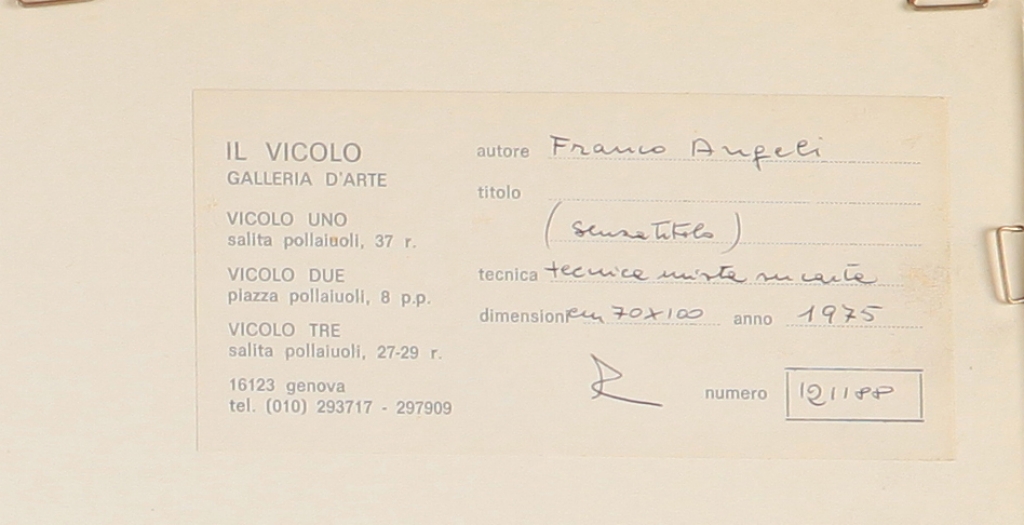 IL VICOLO
GALLERIA D'ARTE
VICOLO UNO
salita pollaiuoli, 37 r.
VICOLO DUE
piazza pollaiuoli, 8 p.p.
VICOLO TRE
salita pollaiuoli, 27-29 r.
16123 genova
tel. (010) 293717 - 297909
autore Franco Angeli
titolo
(senza titolo)
tecnica tecnica mista su carta
dimensioni cm 70x100 anno 1975
numero